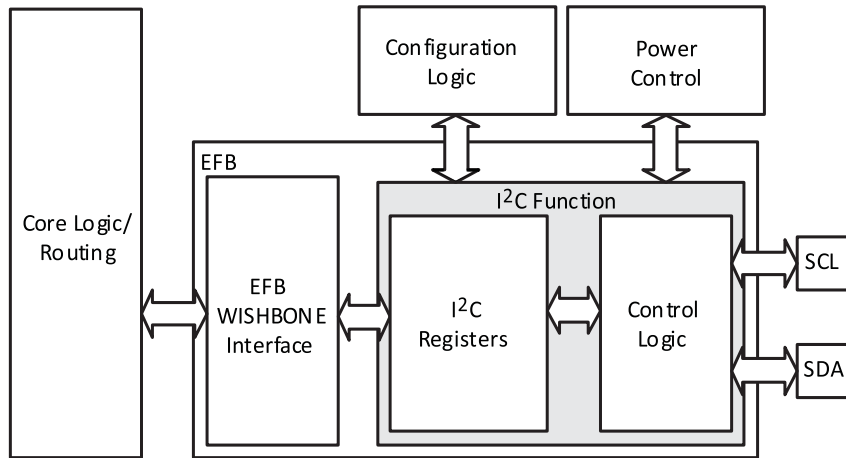 Configuration
Logic
Power
Control
EFB
I²C Function
Core Logic/
Routing
EFB
WISHBONE
Interface
I²C
Registers
Control
Logic
SCL
SDA